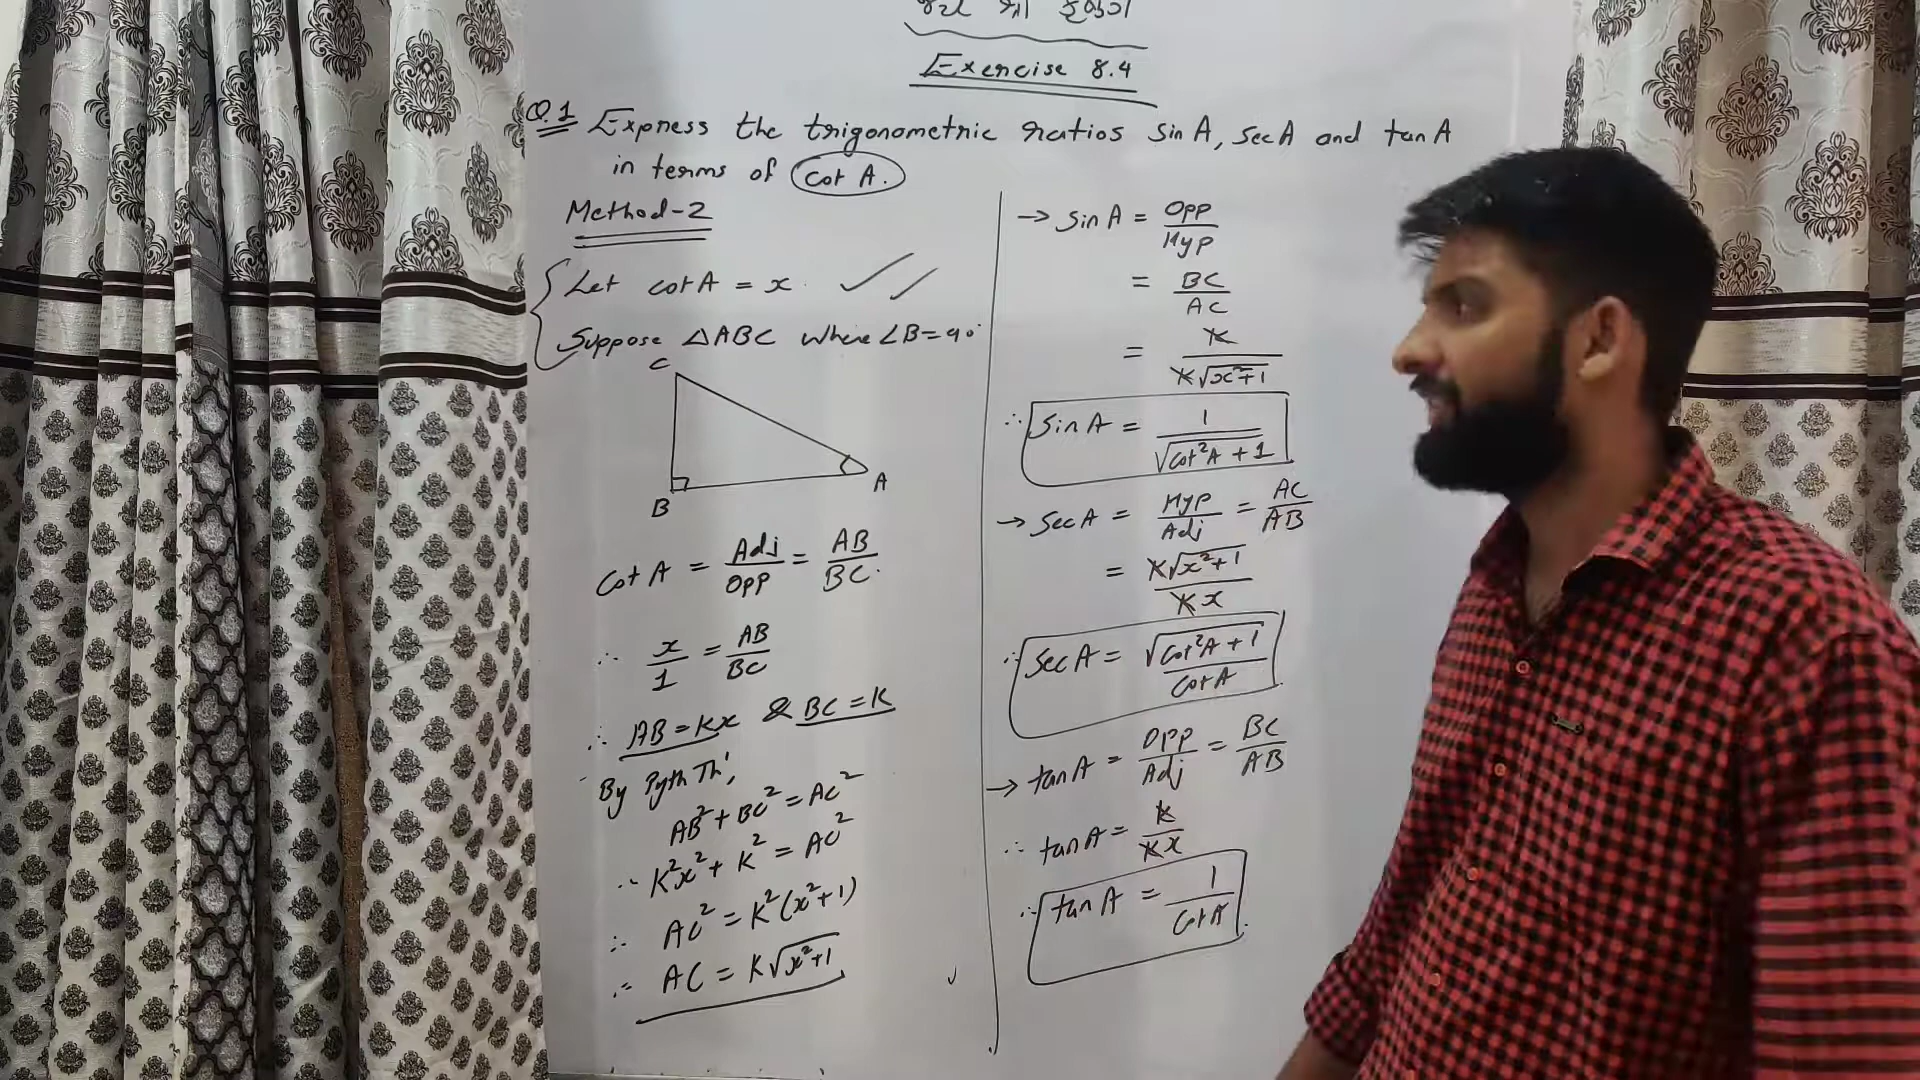 Exercise 8.4
Q.1 Express the trigonometric ratios sin A, sec A and tan A
in terms of cot A.
Method-2
Let cot A = x
Suppose △ABC where ∠B = 90°
C
B
A
cot A = Adj/Opp = AB/BC.
∴ x/1 = AB/BC
∴ AB = Kx & BC = K
By Pyth Th',
AB² + BC² = AC²
∴ K²x² + K² = AC²
∴ AC² = K²(x²+1)
∴ AC = K√(x²+1)
→ sin A = Opp/Hyp
= BC/AC
= K/K√(x²+1)
∴ sin A = 1/√(cot²A + 1)
→ sec A = Hyp/Adj = AC/AB
= K√(x²+1)/Kx
∴ sec A = √(cot²A + 1)/cot A
→ tan A = Opp/Adj = BC/AB
∴ tan A = K/Kx
∴ tan A = 1/cot A.